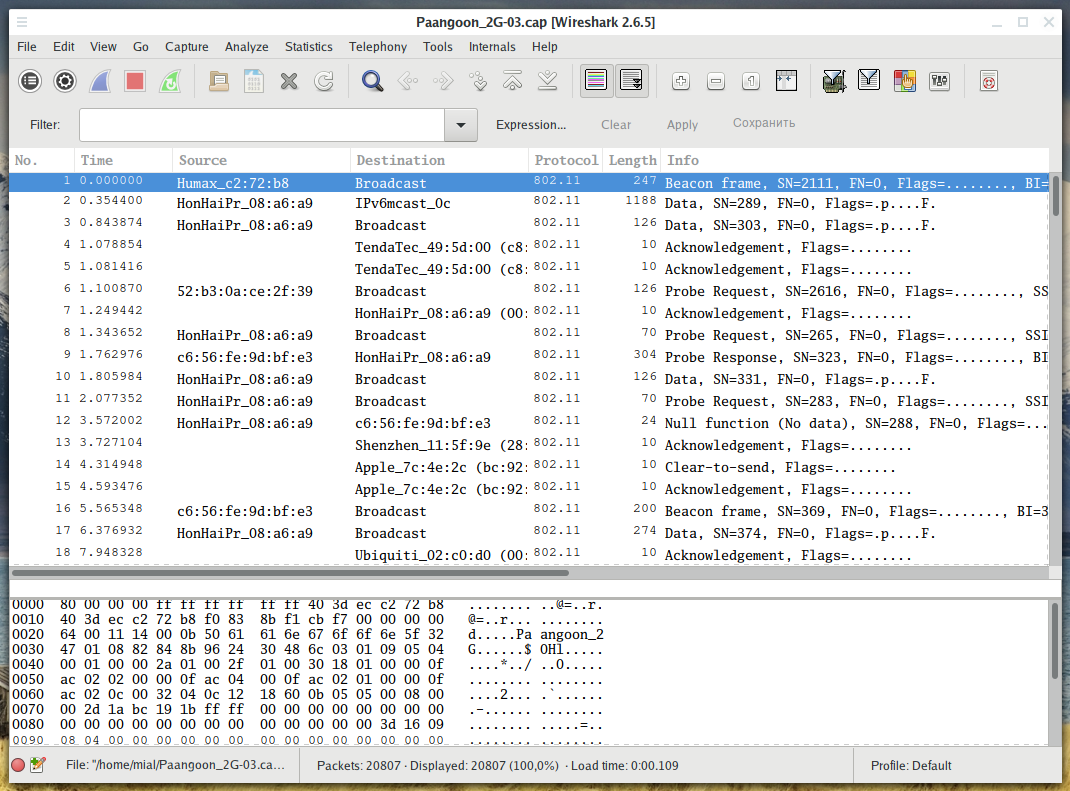 Paangoon_2G-03.cap [Wireshark 2.6.5]
File Edit View Go Capture Analyze Statistics Telephony Tools Internals Help
Filter: Expression... Clear Apply Сохранить
No. Time Source Destination Protocol Length Info
1 0.000000 Humax_c2:72:b8 Broadcast 802.11 247 Beacon frame, SN=2111, FN=0, Flags=........, BI=
2 0.354400 HonHaiPr_08:a6:a9 IPv6mcast_0c 802.11 1188 Data, SN=289, FN=0, Flags=.p....F.
3 0.843874 HonHaiPr_08:a6:a9 Broadcast 802.11 126 Data, SN=303, FN=0, Flags=.p....F.
4 1.078854 TendaTec_49:5d:00 (c8: 802.11 10 Acknowledgement, Flags=........
5 1.081416 TendaTec_49:5d:00 (c8: 802.11 10 Acknowledgement, Flags=........
6 1.100870 52:b3:0a:ce:2f:39 Broadcast 802.11 126 Probe Request, SN=2616, FN=0, Flags=........, SS
7 1.249442 HonHaiPr_08:a6:a9 (00: 802.11 10 Acknowledgement, Flags=........
8 1.343652 HonHaiPr_08:a6:a9 Broadcast 802.11 70 Probe Request, SN=265, FN=0, Flags=........, SSI
9 1.762976 c6:56:fe:9d:bf:e3 HonHaiPr_08:a6:a9 802.11 304 Probe Response, SN=323, FN=0, Flags=........, BI
10 1.805984 HonHaiPr_08:a6:a9 Broadcast 802.11 126 Data, SN=331, FN=0, Flags=.p....F.
11 2.077352 HonHaiPr_08:a6:a9 Broadcast 802.11 70 Probe Request, SN=283, FN=0, Flags=........, SSI
12 3.572002 HonHaiPr_08:a6:a9 c6:56:fe:9d:bf:e3 802.11 24 Null function (No data), SN=288, FN=0, Flags=...
13 3.727104 Shenzhen_11:5f:9e (28: 802.11 10 Acknowledgement, Flags=........
14 4.314948 Apple_7c:4e:2c (bc:92: 802.11 10 Clear-to-send, Flags=........
15 4.593476 Apple_7c:4e:2c (bc:92: 802.11 10 Acknowledgement, Flags=........
16 5.565348 c6:56:fe:9d:bf:e3 Broadcast 802.11 200 Beacon frame, SN=369, FN=0, Flags=........, BI=3
17 6.376932 HonHaiPr_08:a6:a9 Broadcast 802.11 274 Data, SN=374, FN=0, Flags=.p....F.
18 7.948328 Ubiquiti_02:c0:d0 (00: 802.11 10 Acknowledgement, Flags=........
0000 80 00 00 00 ff ff ff ff ff ff 40 3d ec c2 72 b8 ........ ..@=..r.
0010 40 3d ec c2 72 b8 f0 83 8b f1 cb f7 00 00 00 00 @=..r... ........
0020 64 00 11 14 00 0b 50 61 61 6e 67 6f 6f 6e 5f 32 d.....Pa angoon_2
0030 47 01 08 82 84 8b 96 24 30 48 6c 03 01 09 05 04 G......$ 0Hl.....
0040 00 01 00 00 2a 01 00 2f 01 00 30 18 01 00 00 0f ....*../ ..0.....
0050 ac 02 02 00 00 0f ac 04 00 0f ac 02 01 00 00 0f ........ ........
0060 ac 02 0c 00 32 04 0c 12 18 60 0b 05 05 00 08 00 ....2... .`......
0070 00 2d 1a bc 19 1b ff ff 00 00 00 00 00 00 00 00 .-...... ........
0080 00 00 00 00 00 00 00 00 00 00 00 00 00 3d 16 09 ........ .....=..
0090 08 04 00 00 00 00 00 00 00 00 00 00 00 00 00 00 ........ ........
File: "/home/mial/Paangoon_2G-03.ca... Packets: 20807 · Displayed: 20807 (100,0%) · Load time: 0:00.109 Profile: Default